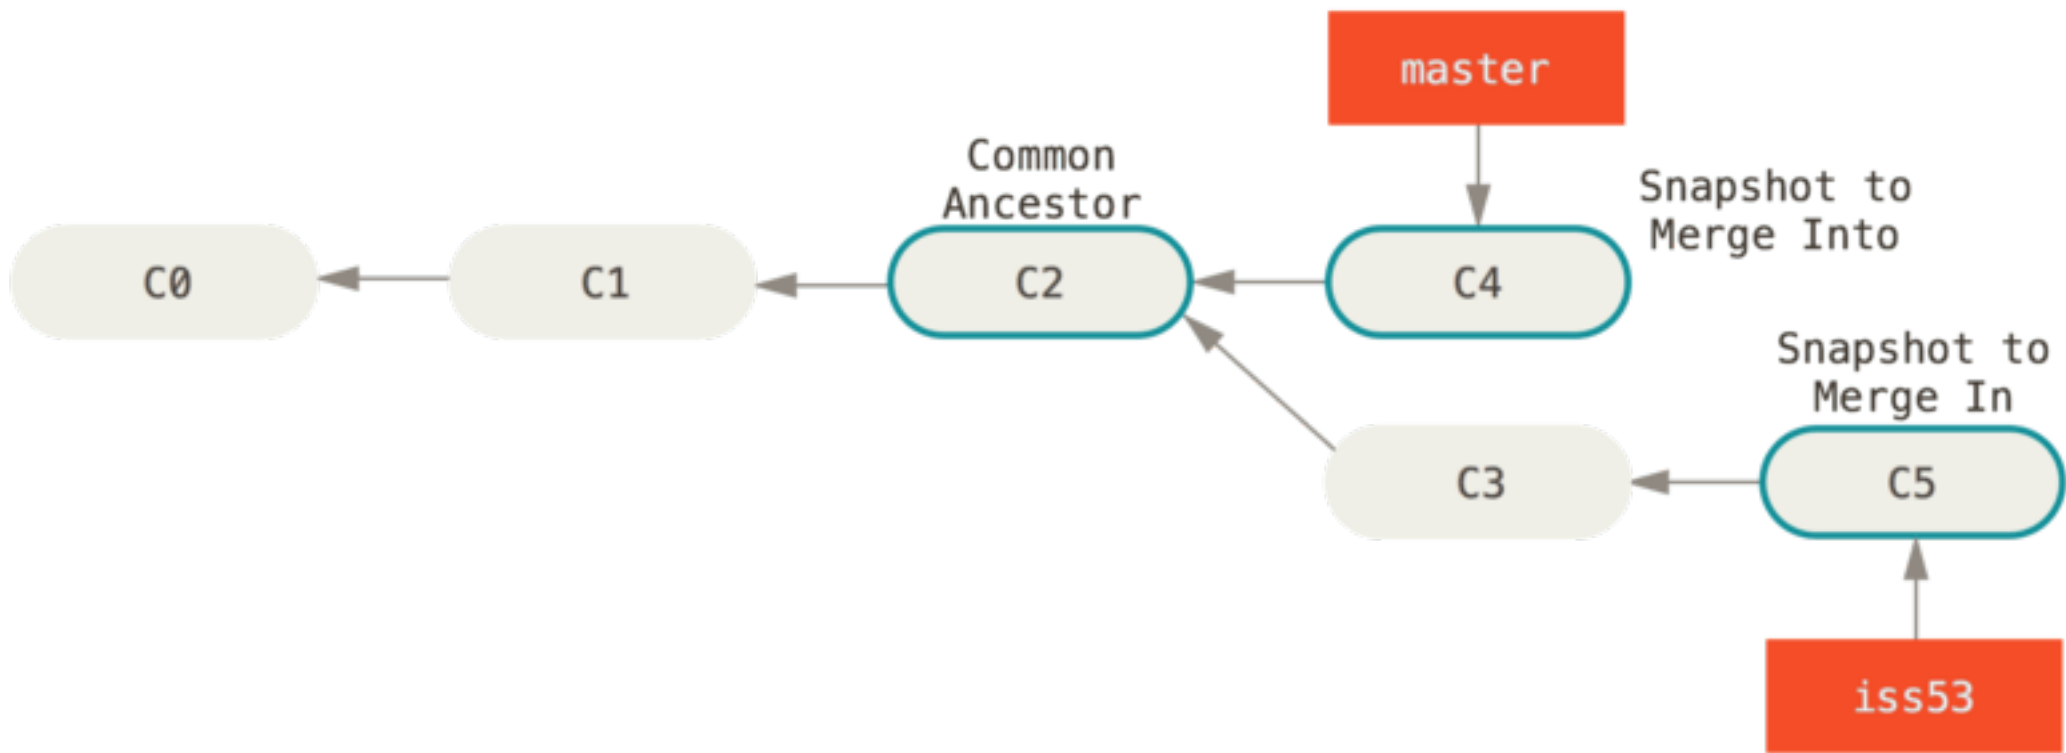 master
Common
Ancestor
Snapshot to
Merge Into
C0
C1
C2
C4
Snapshot to
Merge In
C3
C5
iss53